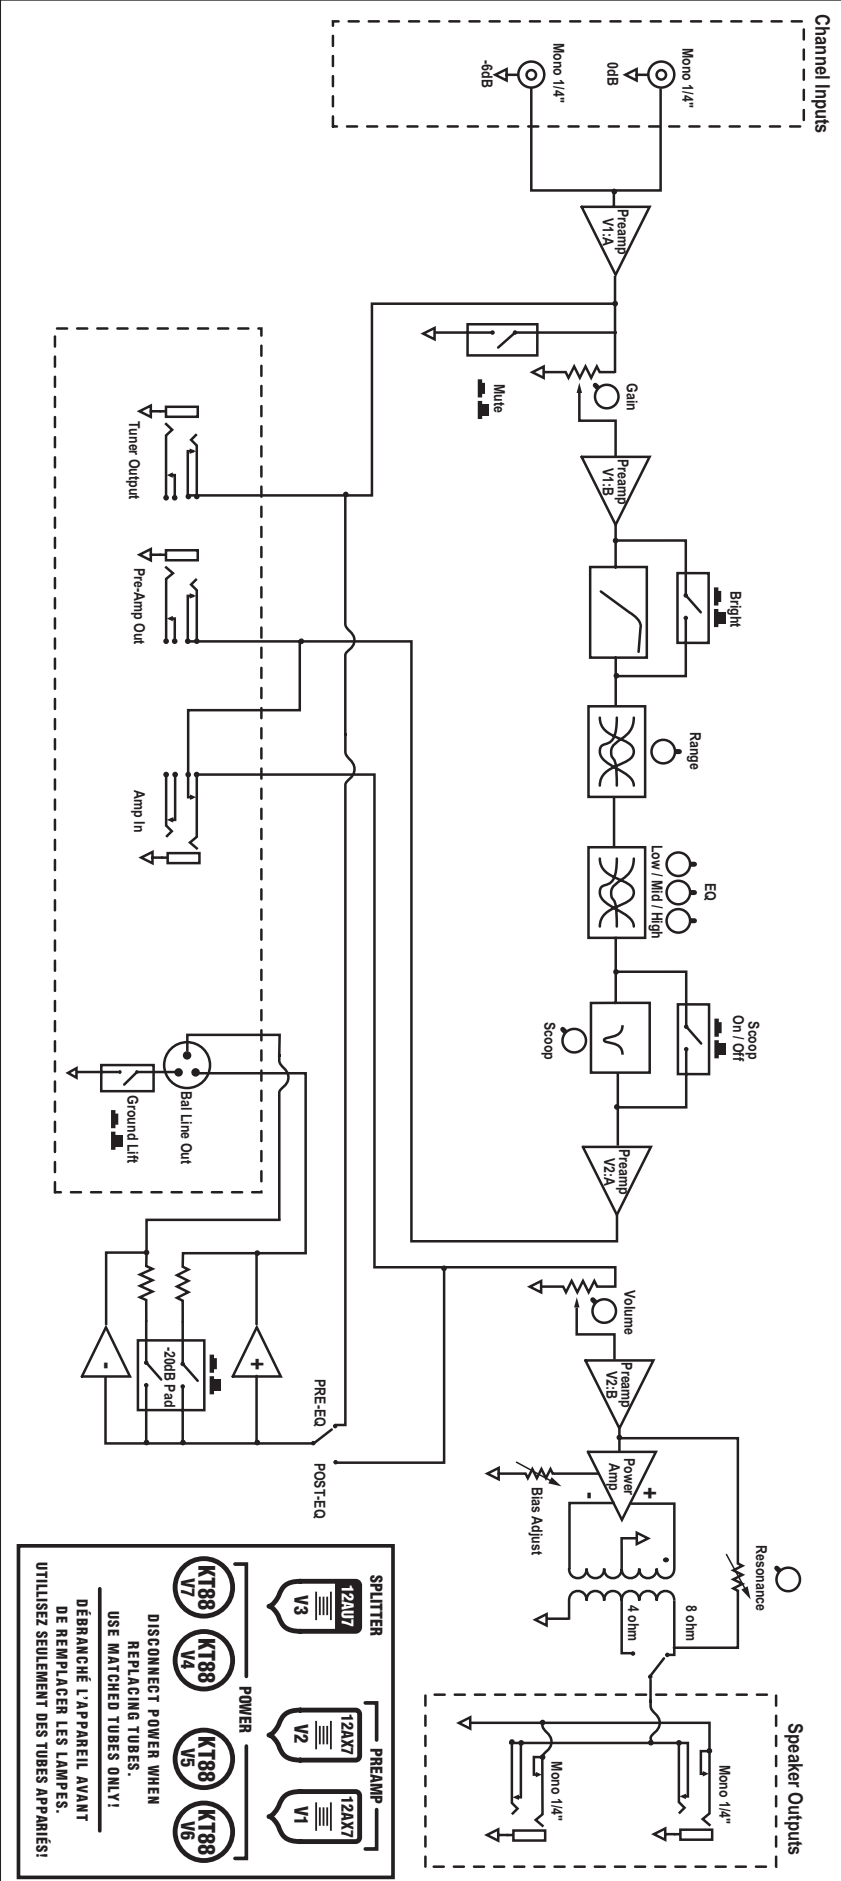 Channel Inputs
Mono 1/4"
0dB
Mono 1/4"
-6dB
Preamp
V1:A
Mute
Gain
Preamp
V1:B
Bright
Range
EQ
Low / Mid / High
Scoop
On / Off
Scoop
Preamp
V2:A
Volume
Preamp
V2:B
Power
Amp
+
-
Bias Adjust
Resonance
8 ohm
4 ohm
Speaker Outputs
Mono 1/4"
Mono 1/4"
Tuner Output
Pre-Amp Out
Amp In
Bal Line Out
Ground Lift
-20dB Pad
+
-
PRE-EQ
POST-EQ
SPLITTER
12AU7
V3
PREAMP
12AX7
V2
12AX7
V1
POWER
KT88
V7
KT88
V4
KT88
V5
KT88
V6
DISCONNECT POWER WHEN
REPLACING TUBES.
USE MATCHED TUBES ONLY!
DÉBRANCHÉ L'APPAREIL AVANT
DE REMPLACER LES LAMPES.
UTILLISEZ SEULEMENT DES TUBES APPARIÉS!